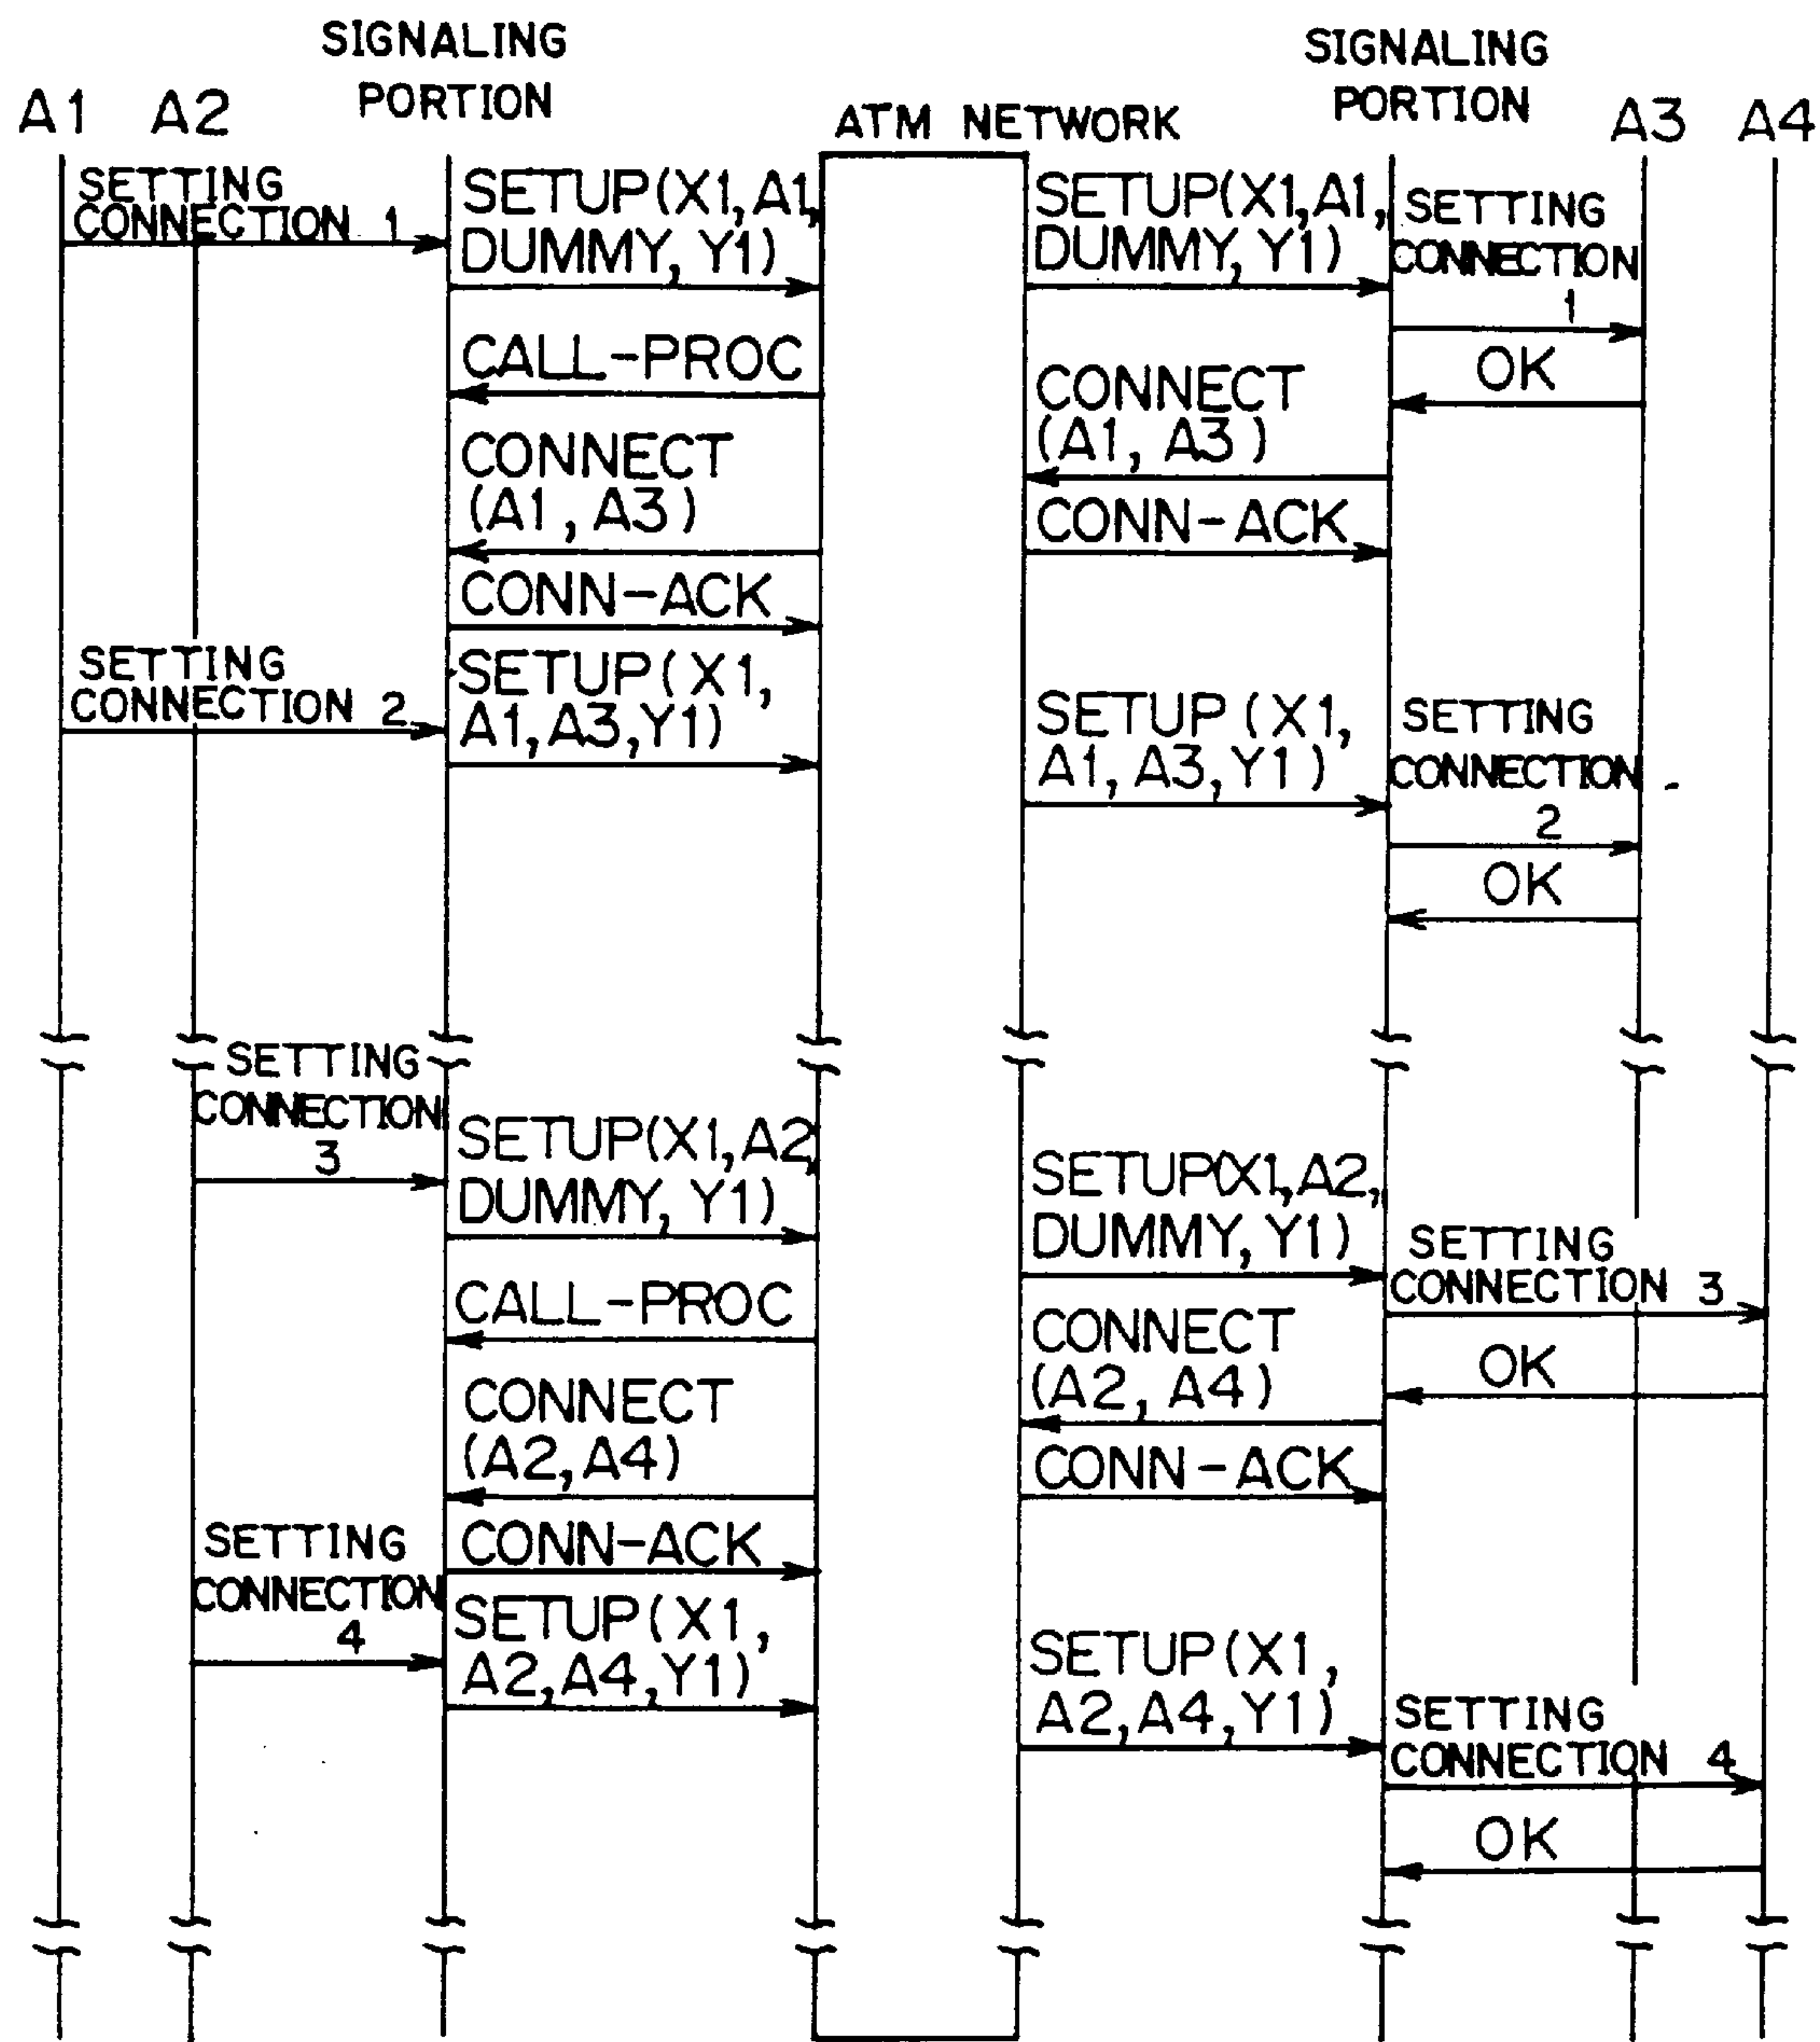 SIGNALING
PORTION
SIGNALING
PORTION
A1
A2
ATM NETWORK
A3
A4
SETTING
CONNECTION 1
SETUP(X1,A1,
DUMMY,Y1)
SETUP(X1,A1,
DUMMY,Y1)
SETTING
CONNECTION
1
CALL-PROC
OK
CONNECT
(A1, A3)
CONNECT
(A1, A3)
CONN-ACK
CONN-ACK
SETTING
CONNECTION 2
SETUP(X1,
A1,A3,Y1)
SETUP(X1,
A1,A3,Y1)
SETTING
CONNECTION
2
OK
SETTING
CONNECTION
3
SETUP(X1,A2,
DUMMY,Y1)
SETUP(X1,A2,
DUMMY,Y1)
SETTING
CONNECTION 3
CALL-PROC
CONNECT
(A2, A4)
OK
CONNECT
(A2,A4)
CONN-ACK
SETTING
CONNECTION
4
CONN-ACK
SETUP(X1,
A2,A4,Y1)
SETUP(X1,
A2,A4,Y1)
SETTING
CONNECTION 4
OK